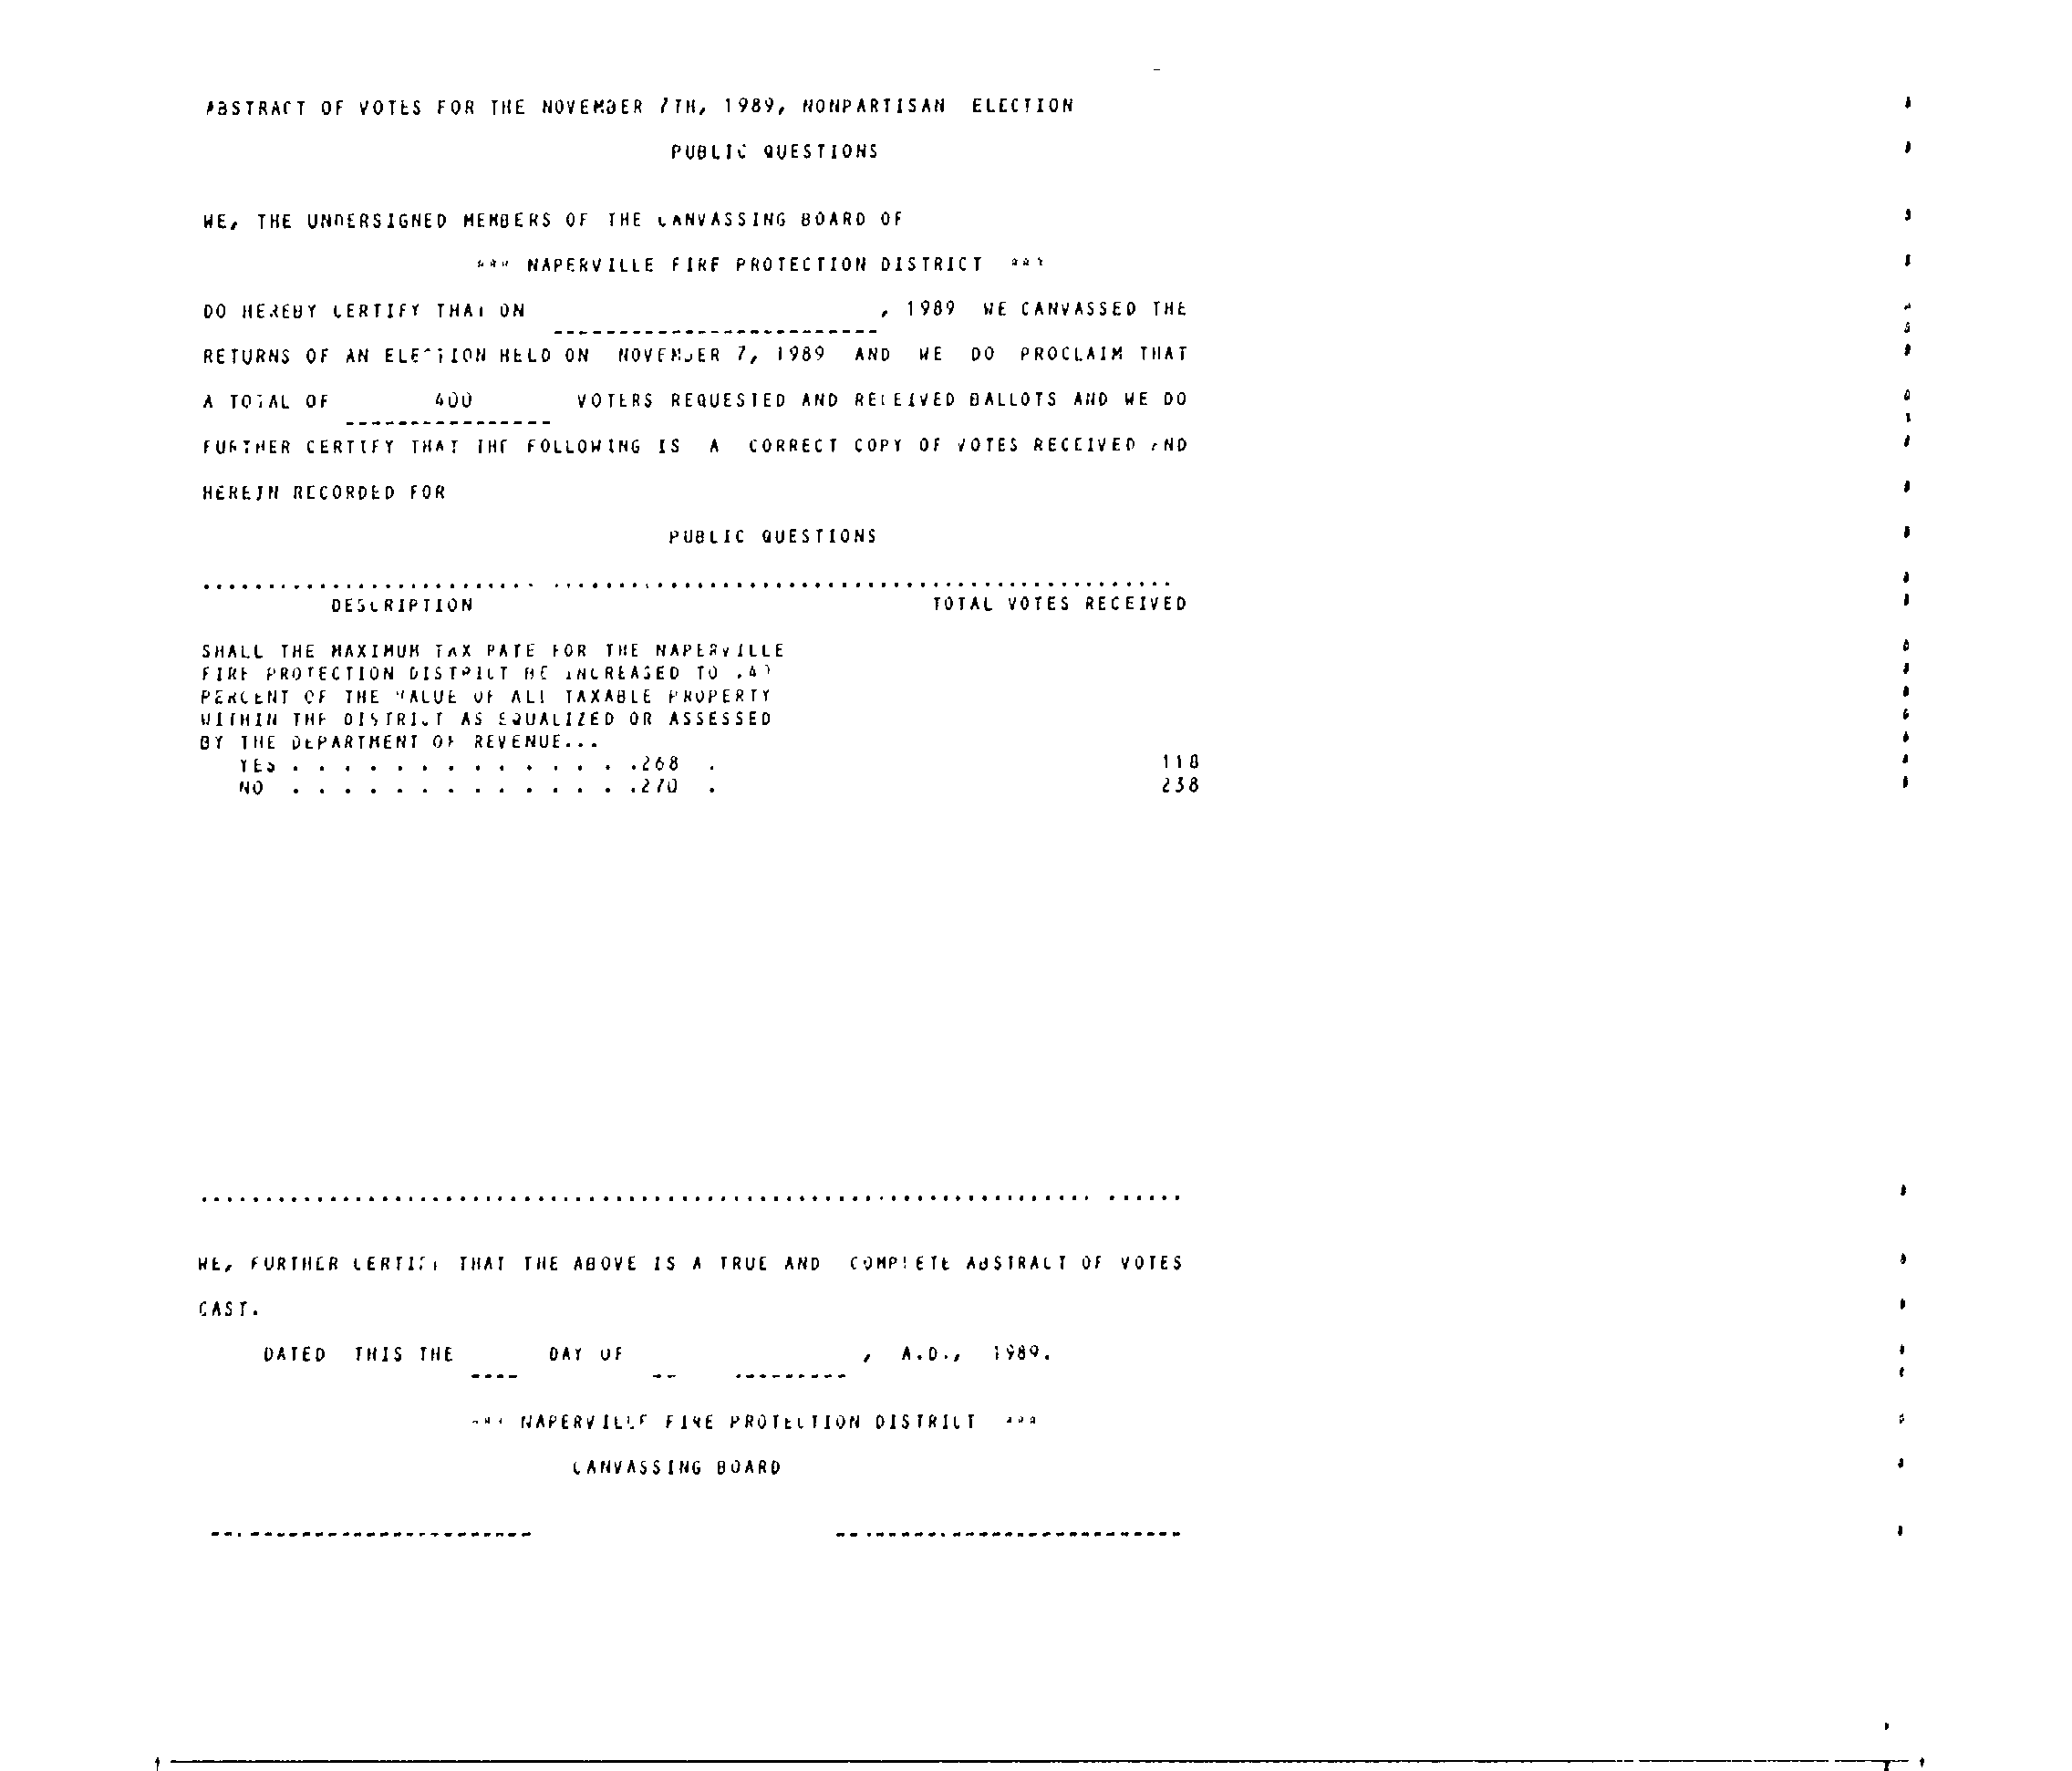 ABSTRACT OF VOTES FOR THE NOVEMBER 7TH, 1989, NONPARTISAN ELECTION
PUBLIC QUESTIONS
WE, THE UNDERSIGNED MEMBERS OF THE CANVASSING BOARD OF
*** NAPERVILLE FIRE PROTECTION DISTRICT ***
DO HEREBY CERTIFY THAT ON , 1989 WE CANVASSED THE
RETURNS OF AN ELECTION HELD ON NOVEMBER 7, 1989 AND WE DO PROCLAIM THAT
A TOTAL OF 400 VOTERS REQUESTED AND RECEIVED BALLOTS AND WE DO
FURTHER CERTIFY THAT THE FOLLOWING IS A CORRECT COPY OF VOTES RECEIVED AND
HEREIN RECORDED FOR
PUBLIC QUESTIONS
DESCRIPTION TOTAL VOTES RECEIVED
SHALL THE MAXIMUM TAX RATE FOR THE NAPERVILLE
FIRE PROTECTION DISTRICT BE INCREASED TO
PERCENT OF THE VALUE OF ALL TAXABLE PROPERTY
WITHIN THE DISTRICT AS EQUALIZED OR ASSESSED
BY THE DEPARTMENT OF REVENUE...
YES . . . . . . . . . . . . . .268 . 118
NO . . . . . . . . . . . . . .270 . 238
WE, FURTHER CERTIFY THAT THE ABOVE IS A TRUE AND COMPLETE ABSTRACT OF VOTES
CAST.
DATED THIS THE DAY OF , A.D., 1989.
*** NAPERVILLE FIRE PROTECTION DISTRICT ***
CANVASSING BOARD